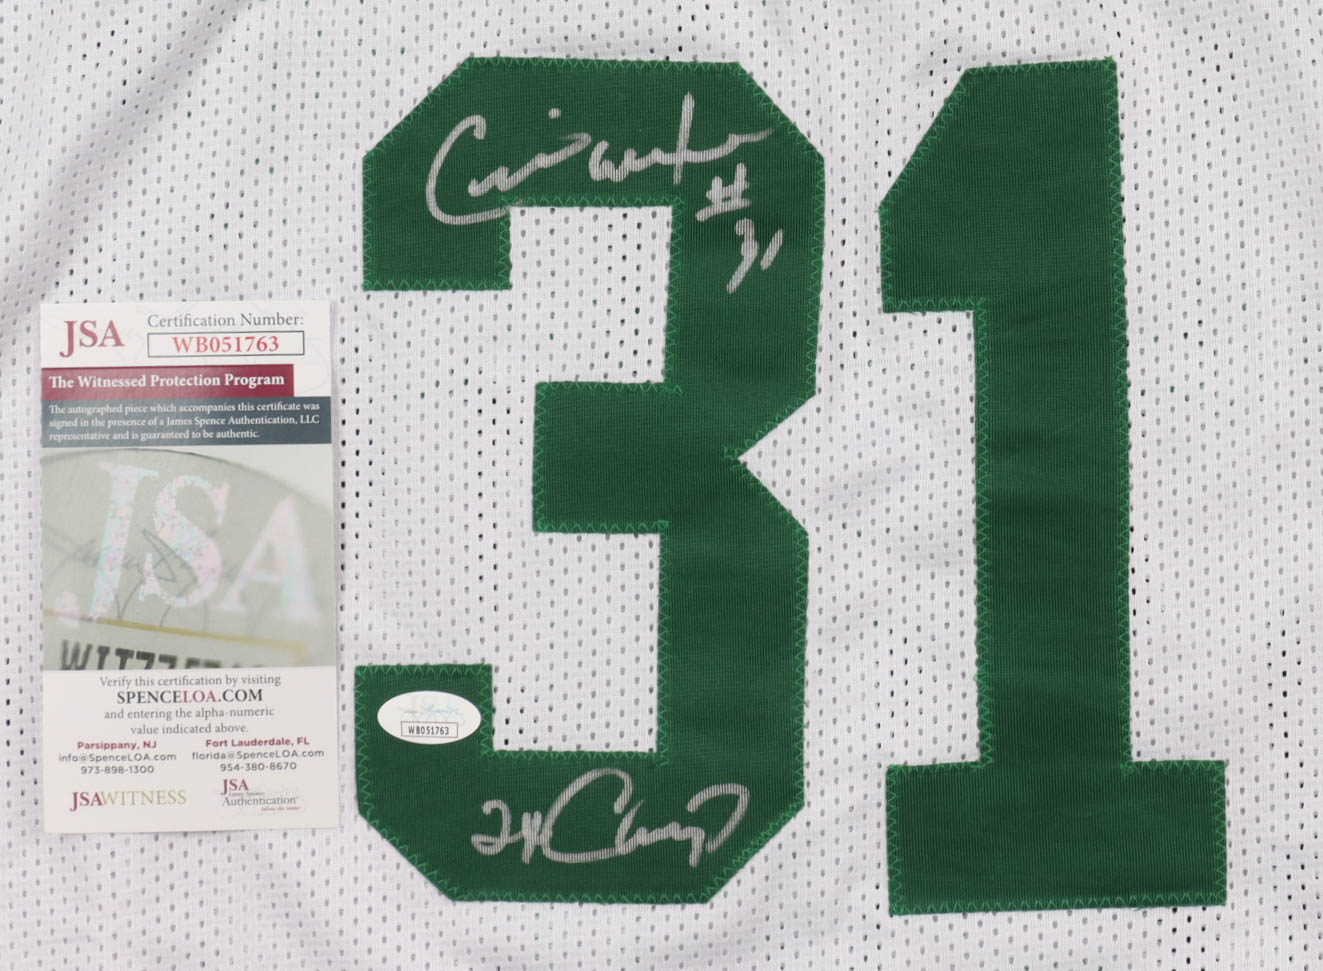 #
31
31
JSA
Certification Number:
WB051763
The Witnessed Protection Program
The autographed piece which accompanies this certificate was
signed in the presence of a James Spence Authentication, LLC
representative and is guaranteed to be authentic.
JSA
Verify this certification by visiting
SPENCELOA.COM
and entering the alpha-numeric
value indicated above.
Parsippany, NJ
info@SpenceLOA.com
973-898-1300
Fort Lauderdale, FL
florida@SpenceLOA.com
954-380-8670
JSAWITNESS
JSA
Authentication
WB051763
2x Champ